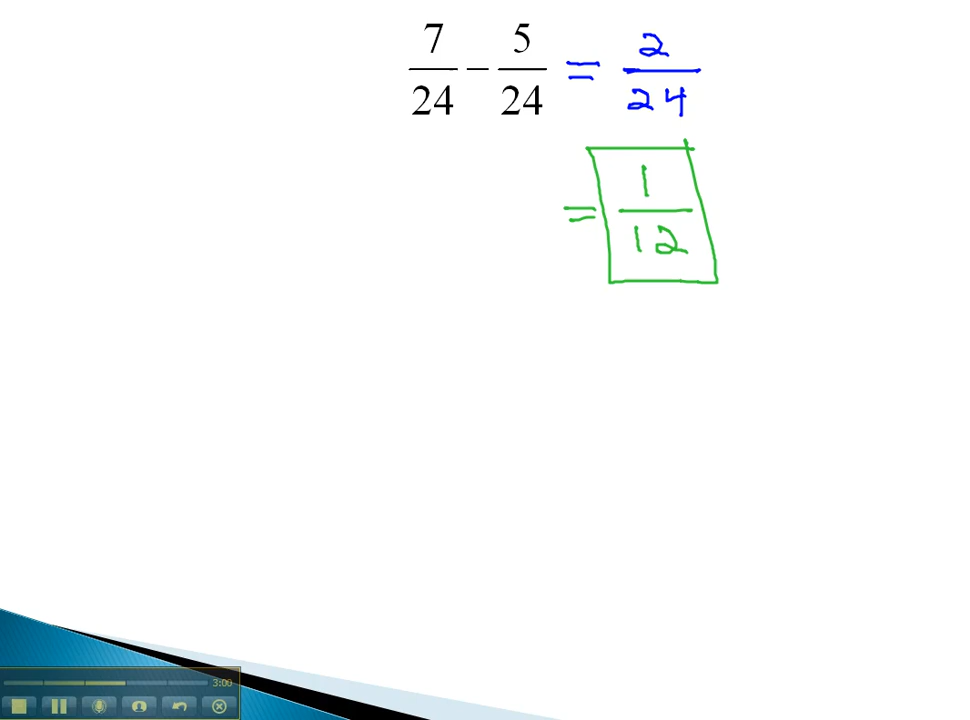 7/24 − 5/24 = 2/24
= 1/12
3:00